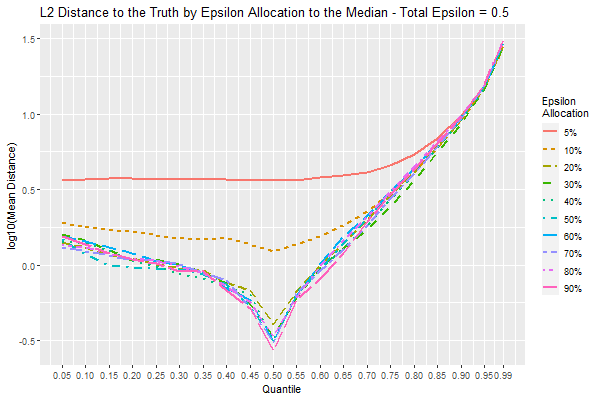 L2 Distance to the Truth by Epsilon Allocation to the Median - Total Epsilon = 0.5
log10(Mean Distance)
1.5
1.0
0.5
0.0
-0.5
0.05 0.10 0.15 0.20 0.25 0.30 0.35 0.40 0.45 0.50 0.55 0.60 0.65 0.70 0.75 0.80 0.85 0.90 0.95 0.99
Quantile
Epsilon
Allocation
5%
10%
20%
30%
40%
50%
60%
70%
80%
90%